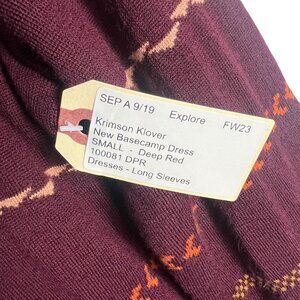 SEP A 9/19 Explore FW23
Krimson Klover
New Basecamp Dress
SMALL - Deep Red
100081 DPR
Dresses - Long Sleeves